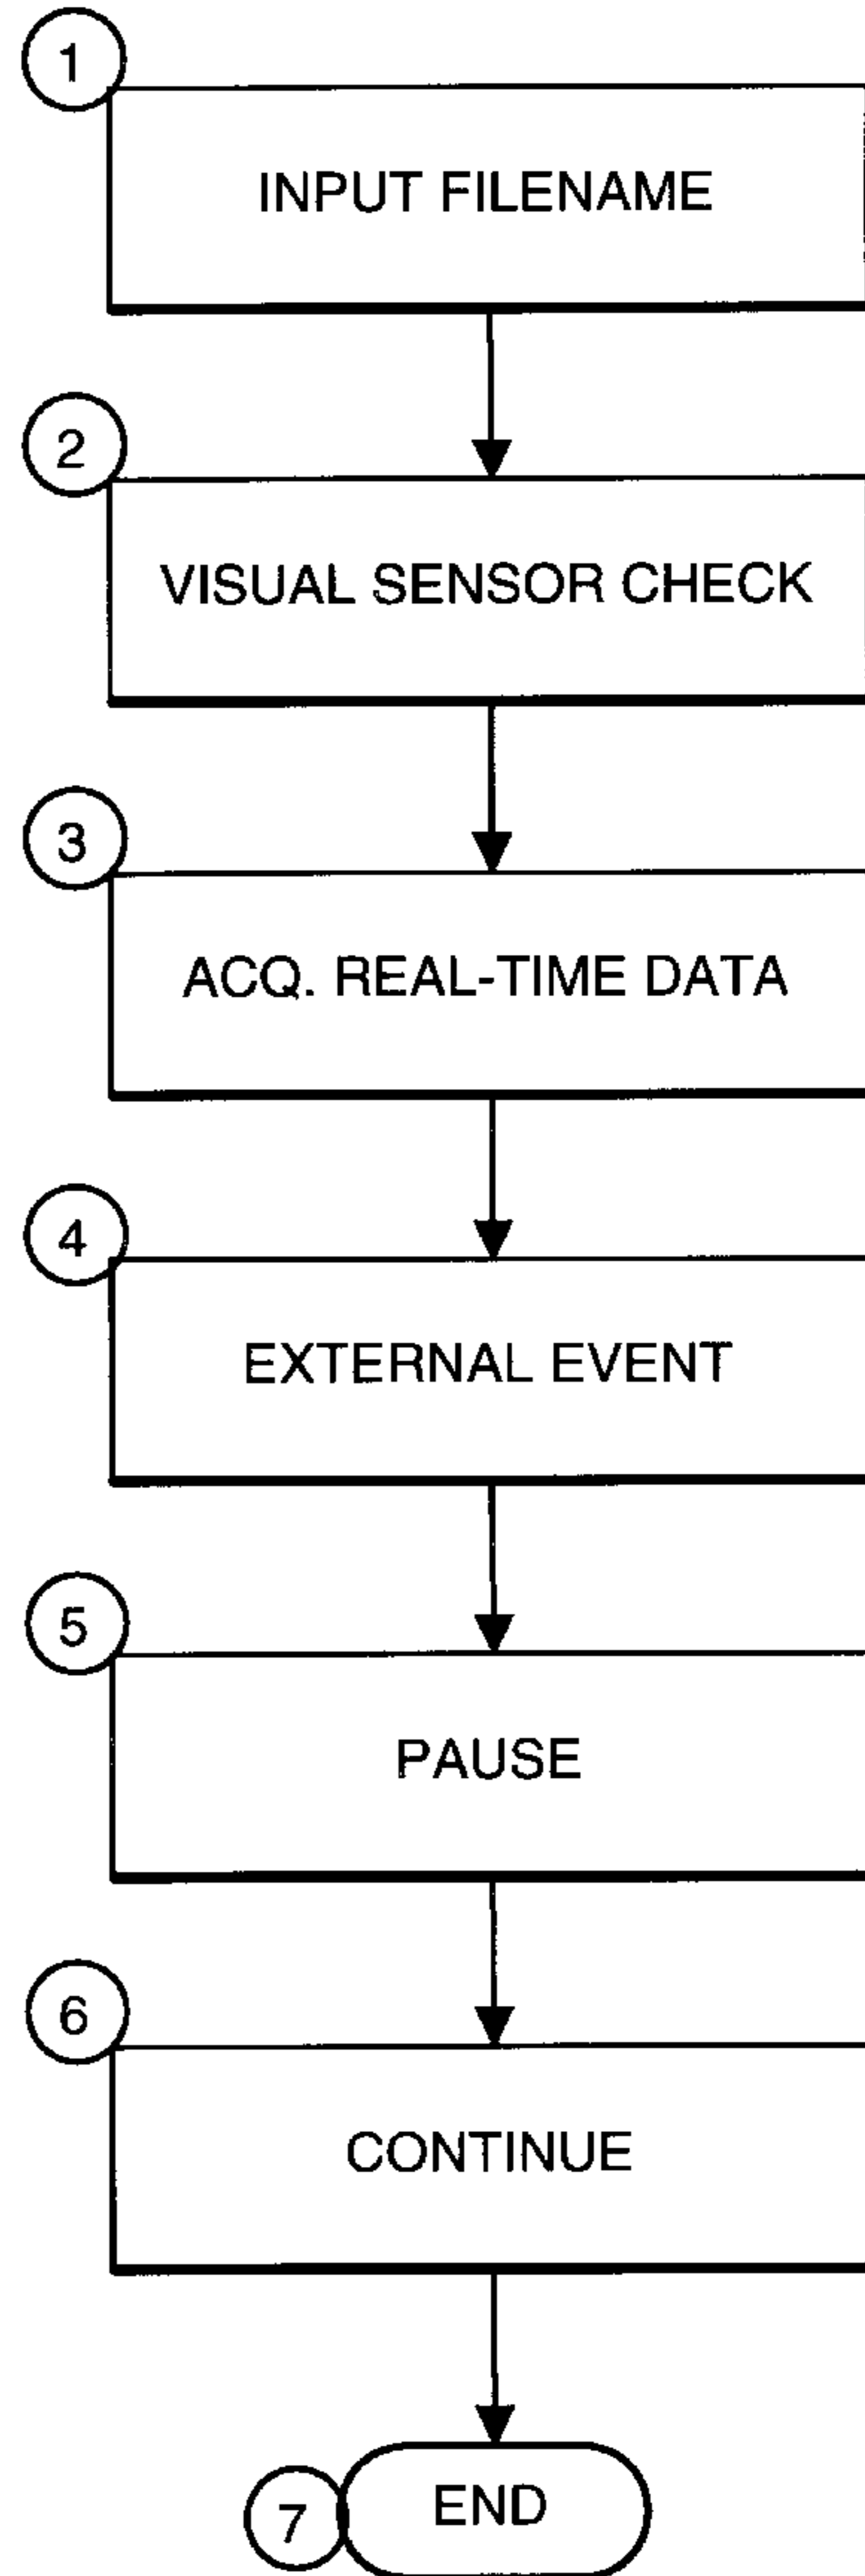 1
INPUT FILENAME
2
VISUAL SENSOR CHECK
3
ACQ. REAL-TIME DATA
4
EXTERNAL EVENT
5
PAUSE
6
CONTINUE
7
END